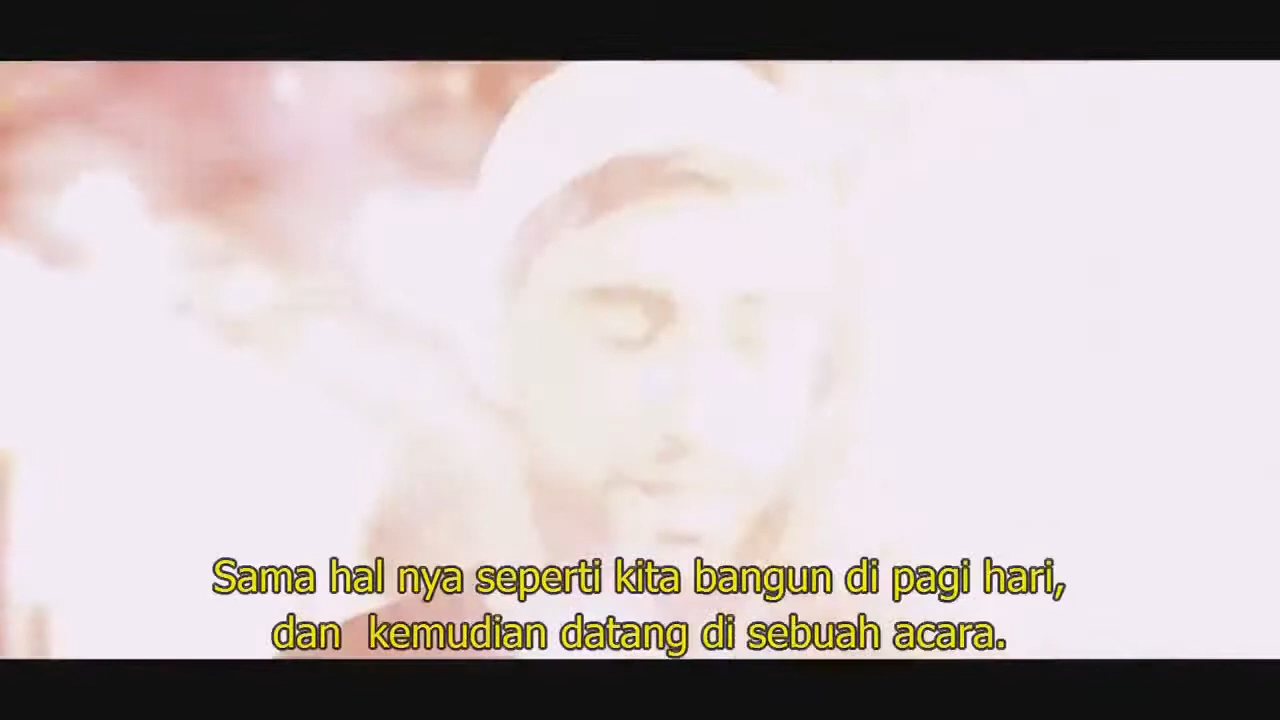 Sama hal nya seperti kita bangun di pagi hari,
dan  kemudian datang di sebuah acara.